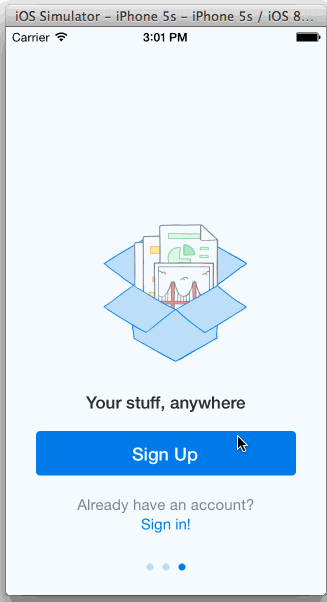 iOS Simulator – iPhone 5s – iPhone 5s / iOS 8...
Carrier 3:01 PM
Your stuff, anywhere
Sign Up
Already have an account?
Sign in!